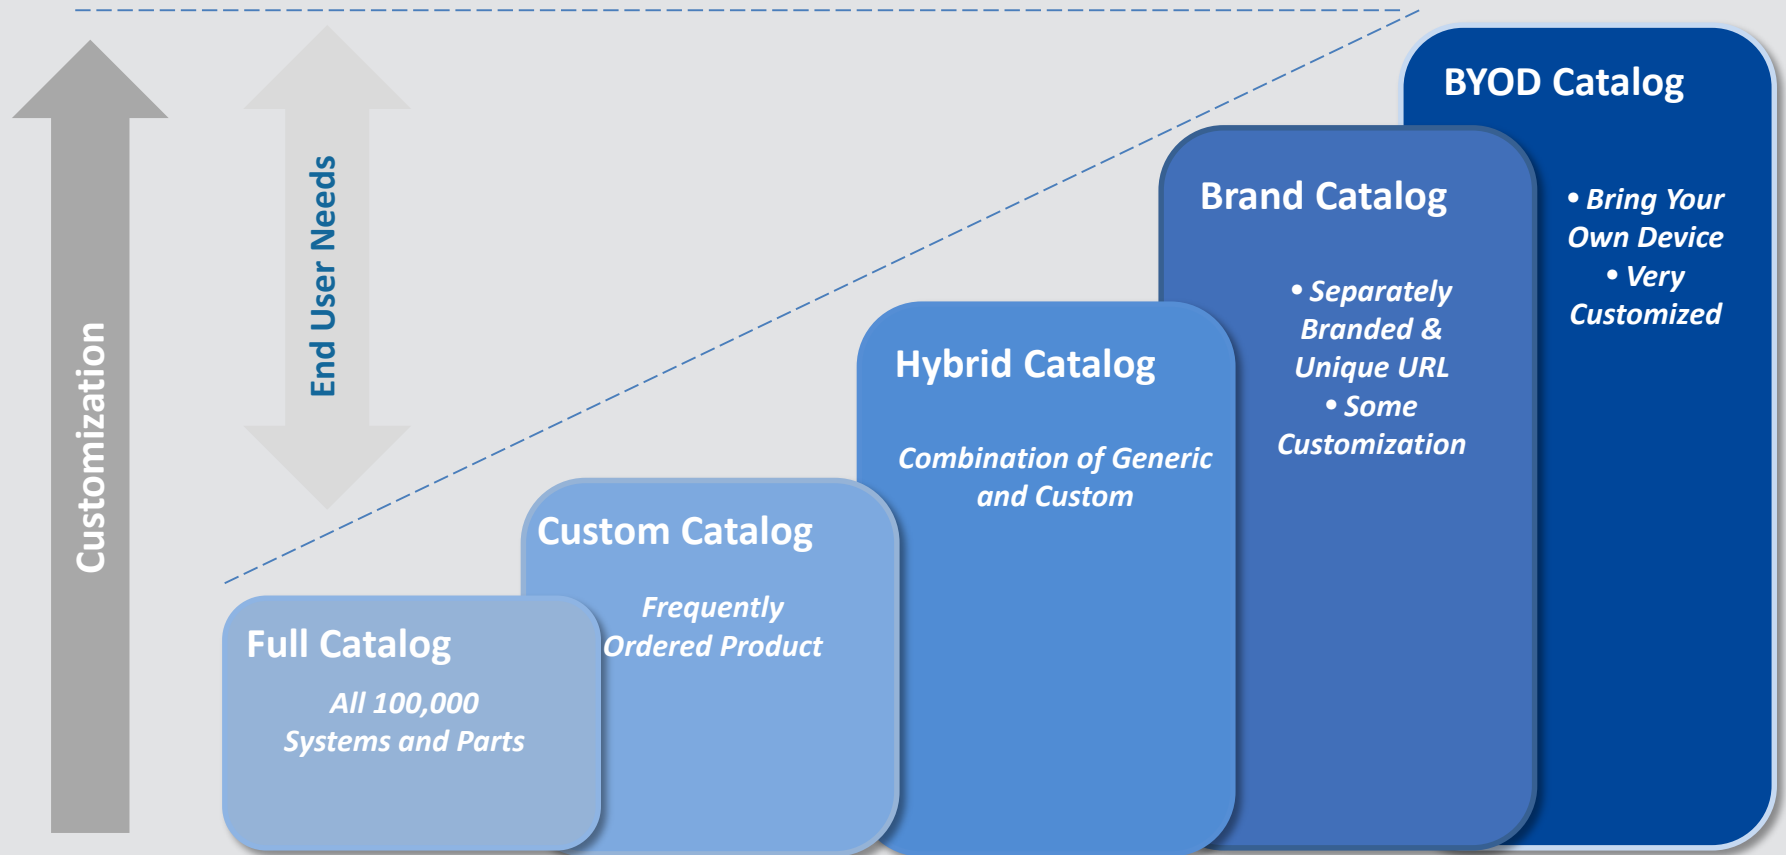 Customization
End User Needs
Full Catalog
All 100,000
Systems and Parts
Custom Catalog
Frequently
Ordered Product
Hybrid Catalog
Combination of Generic
and Custom
Brand Catalog
• Separately
Branded &
Unique URL
• Some
Customization
BYOD Catalog
• Bring Your
Own Device
• Very
Customized